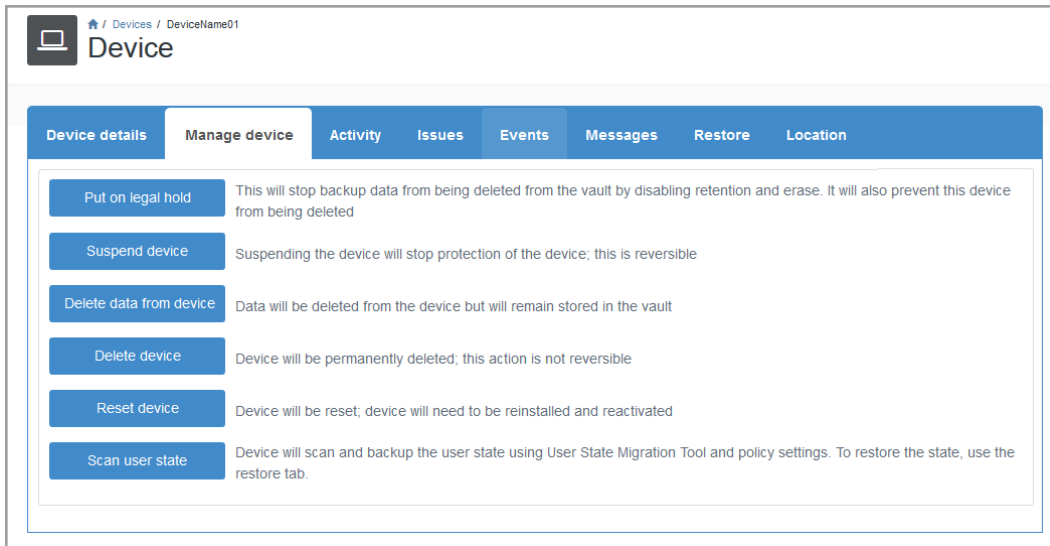 / Devices / DeviceName01
Device
Device details Manage device Activity Issues Events Messages Restore Location
Put on legal hold This will stop backup data from being deleted from the vault by disabling retention and erase. It will also prevent this device
from being deleted
Suspend device Suspending the device will stop protection of the device; this is reversible
Delete data from device Data will be deleted from the device but will remain stored in the vault
Delete device Device will be permanently deleted; this action is not reversible
Reset device Device will be reset; device will need to be reinstalled and reactivated
Scan user state Device will scan and backup the user state using User State Migration Tool and policy settings. To restore the state, use the
restore tab.